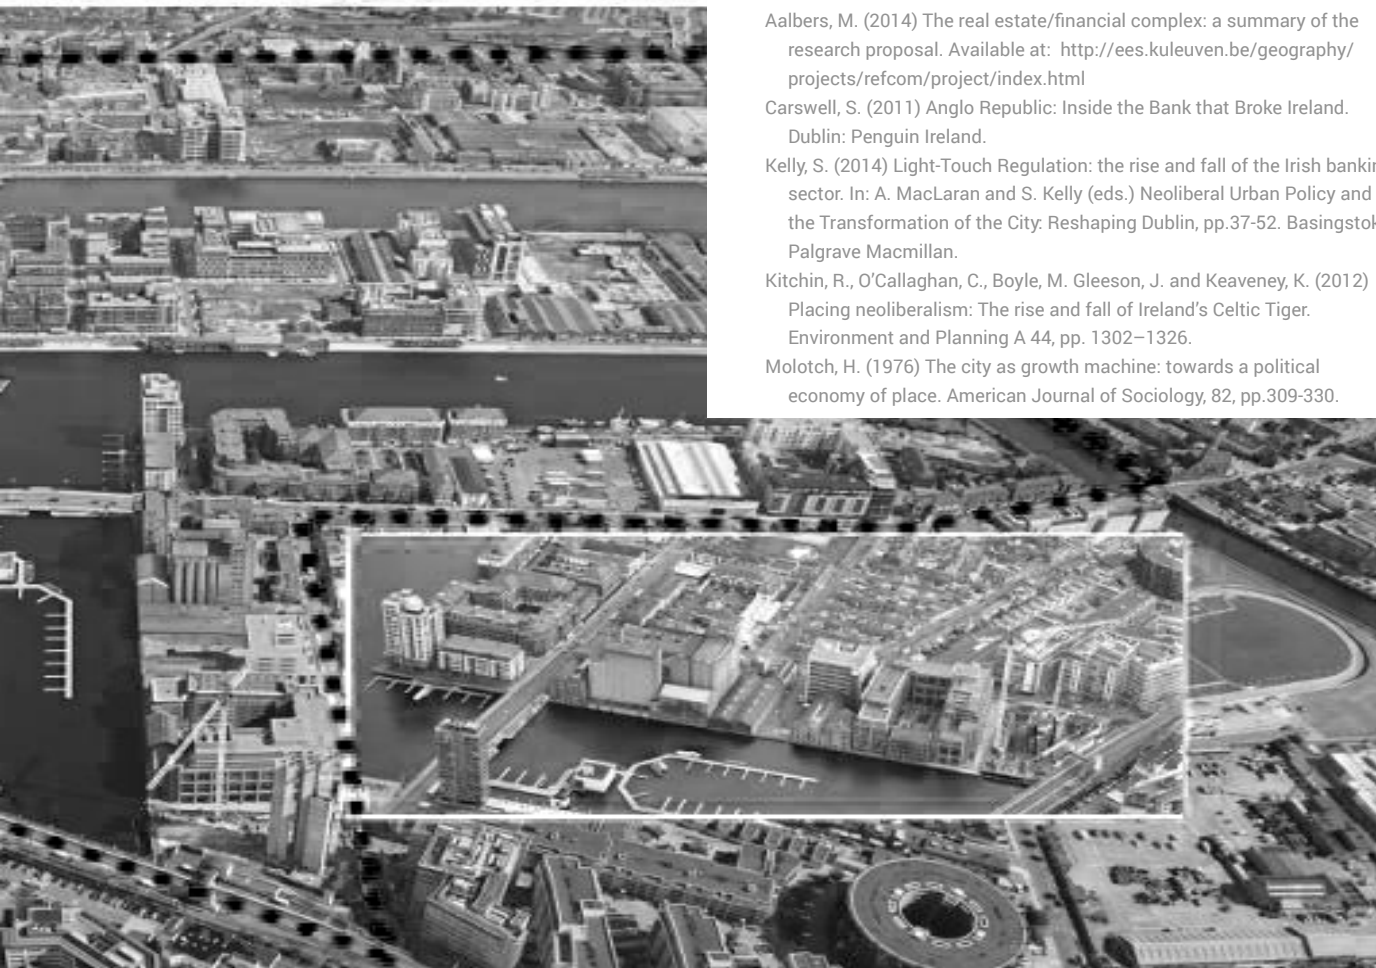 Aalbers, M. (2014) The real estate/financial complex: a summary of the
research proposal. Available at: http://ees.kuleuven.be/geography/
projects/refcom/project/index.html
Carswell, S. (2011) Anglo Republic: Inside the Bank that Broke Ireland.
Dublin: Penguin Ireland.
Kelly, S. (2014) Light-Touch Regulation: the rise and fall of the Irish
sector. In: A. MacLaran and S. Kelly (eds.) Neoliberal Urban Policy and
the Transformation of the City: Reshaping Dublin, pp.37-52.
Palgrave Macmillan.
Kitchin, R., O’Callaghan, C., Boyle, M. Gleeson, J. and Keaveney, K. (2012)
Placing neoliberalism: The rise and fall of Ireland’s Celtic Tiger.
Environment and Planning A 44, pp. 1302–1326.
Molotch, H. (1976) The city as growth machine: towards a political
economy of place. American Journal of Sociology, 82, pp.309-330.